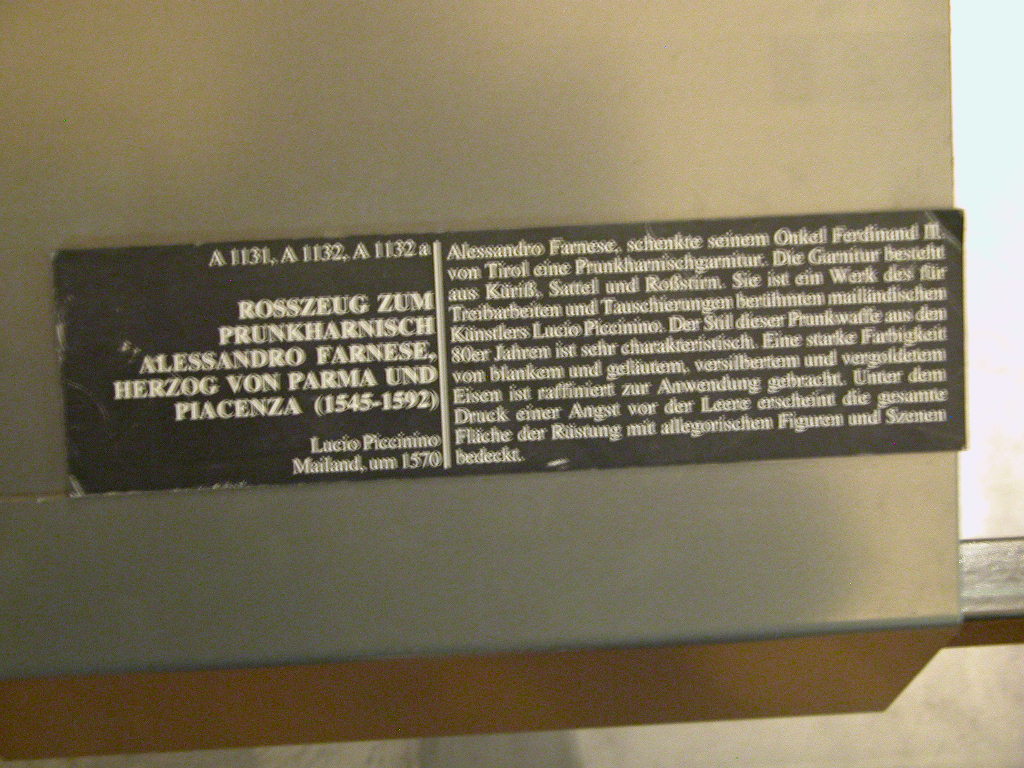 A 1131, A 1132, A 1132 a
ROSSZEUG ZUM
PRUNKHARNISCH
ALESSANDRO FARNESE,
HERZOG VON PARMA UND
PIACENZA (1545-1592)
Lucio Piccinino
Mailand, um 1570
Alessandro Farnese, schenkte seinem Onkel Ferdinand II.
von Tirol eine Prunkharnischgarnitur. Die Garnitur besteht
aus Küriß, Sattel und Roßstirn. Sie ist ein Werk des für
Treibarbeiten und Tauschierungen berühmten mailändischen
Künstlers Lucio Piccinino. Der Stil dieser Prunkwaffe aus den
80er Jahren ist sehr charakteristisch. Eine starke Farbigkeit
von blankem und geläutem, versilbertem und vergoldetem
Eisen ist raffiniert zur Anwendung gebracht. Unter dem
Druck einer Angst vor der Leere erscheint die gesamte
Fläche der Rüstung mit allegorischen Figuren und Szenen
bedeckt.